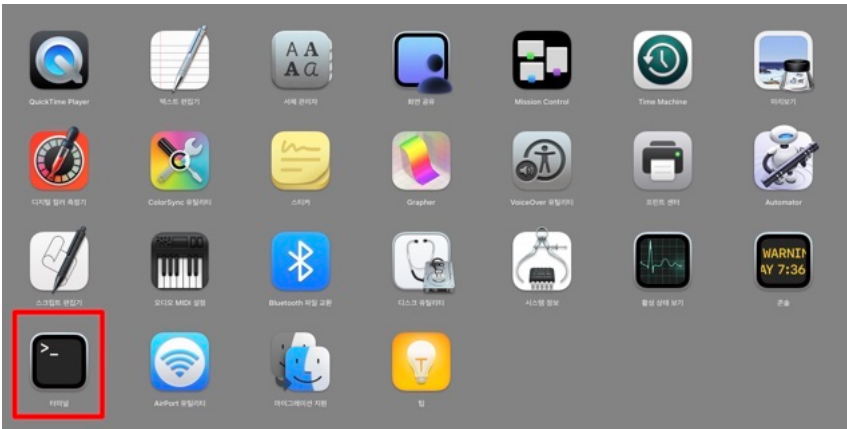 QuickTime Player
텍스트 편집기
A A
A a
서체 관리자
화면 공유
Mission Control
Time Machine
미리보기
디지털 컬러 측정기
ColorSync 유틸리티
스티커
Grapher
VoiceOver 유틸리티
프린트 센터
Automator
스크립트 편집기
오디오 MIDI 설정
Bluetooth 파일 교환
디스크 유틸리티
시스템 정보
활성 상태 보기
WARNIN
AY 7:36
콘솔
>_
터미널
AirPort 유틸리티
마이그레이션 지원
T
팁